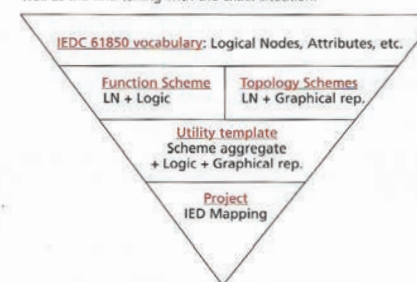 IEDC 61850 vocabulary: Logical Nodes, Attributes, etc.
Function Scheme
LN + Logic
Topology Schemes
LN + Graphical rep.
Utility template
Scheme aggregate
+ Logic + Graphical rep.
Project
IED Mapping